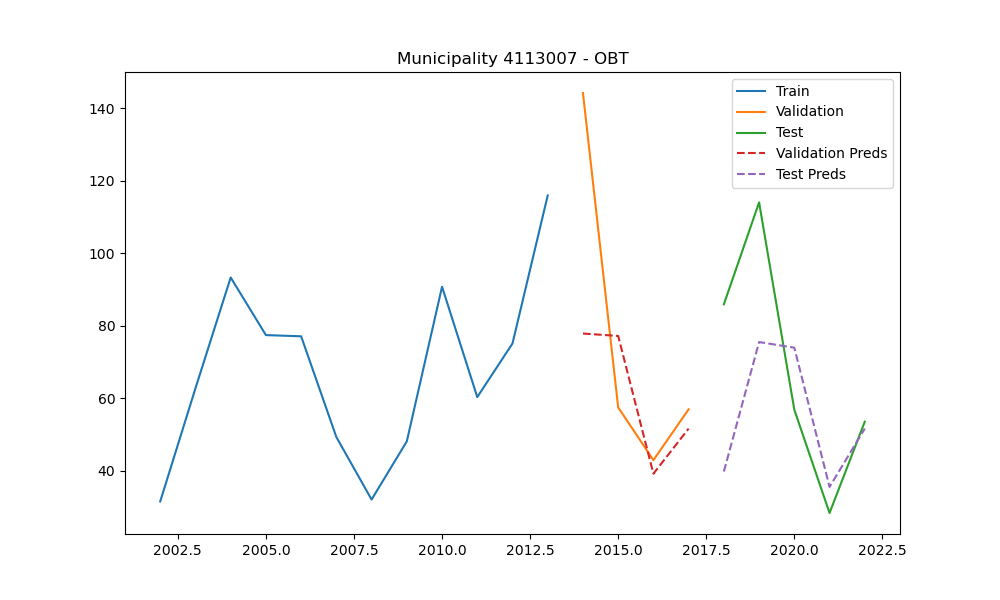 Municipality 4113007 - OBT
140
120
100
80
60
40
2002.5 2005.0 2007.5 2010.0 2012.5 2015.0 2017.5 2020.0 2022.5
Train
Validation
Test
Validation Preds
Test Preds